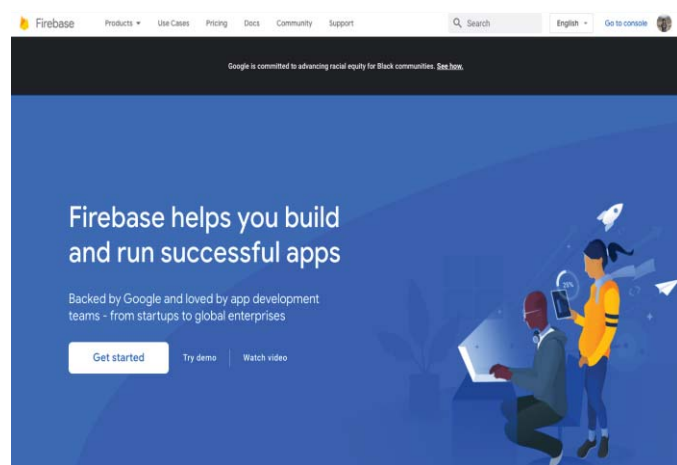 Firebase Products Use Cases Pricing Docs Community Support Search English Go to console
Google is committed to advancing racial equity for Black communities. See how.
Firebase helps you build
and run successful apps
Backed by Google and loved by app development
teams - from startups to global enterprises
Get started Try demo Watch video
25%